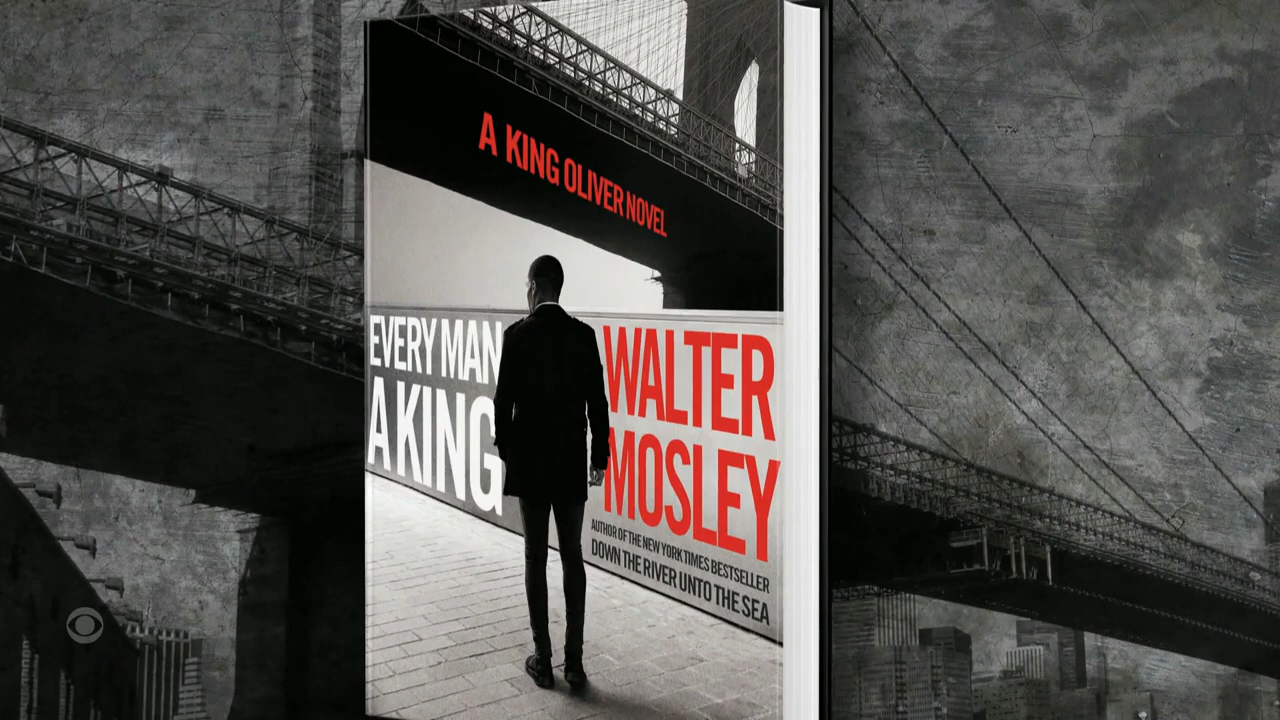 A KING OLIVER NOVEL
EVERY MAN
A KING
WALTER
MOSLEY
AUTHOR OF THE NEW YORK TIMES BESTSELLER
DOWN THE RIVER UNTO THE SEA